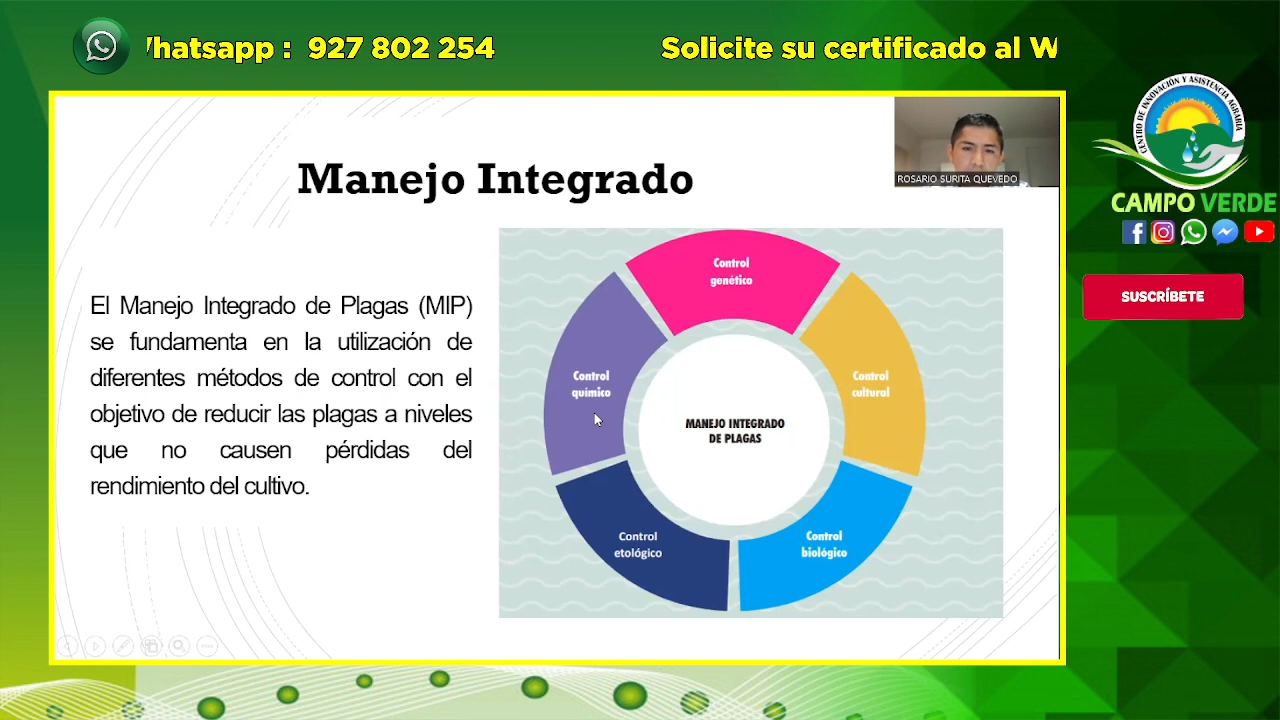 Whatsapp : 927 802 254
Solicite su certificado al W
CENTRO DE INNOVACIÓN Y ASISTENCIA AGRARIA
CAMPO VERDE
SUSCRÍBETE
ROSARIO SURITA QUEVEDO
Manejo Integrado
El Manejo Integrado de Plagas (MIP)
se fundamenta en la utilización de
diferentes métodos de control con el
objetivo de reducir las plagas a niveles
que no causen pérdidas del
rendimiento del cultivo.
Control
genético
Control
cultural
Control
biológico
Control
etológico
Control
químico
MANEJO INTEGRADO
DE PLAGAS